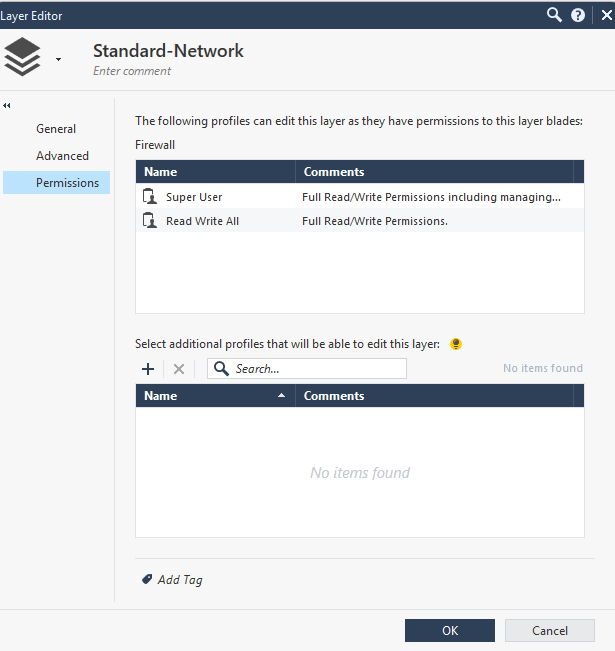 Layer Editor
Standard-Network
Enter comment
General
Advanced
Permissions
The following profiles can edit this layer as they have permissions to this layer blades:
Firewall
Name Comments
Super User Full Read/Write Permissions including managing...
Read Write All Full Read/Write Permissions.
Select additional profiles that will be able to edit this layer:
Search... No items found
Name Comments
No items found
Add Tag
OK Cancel